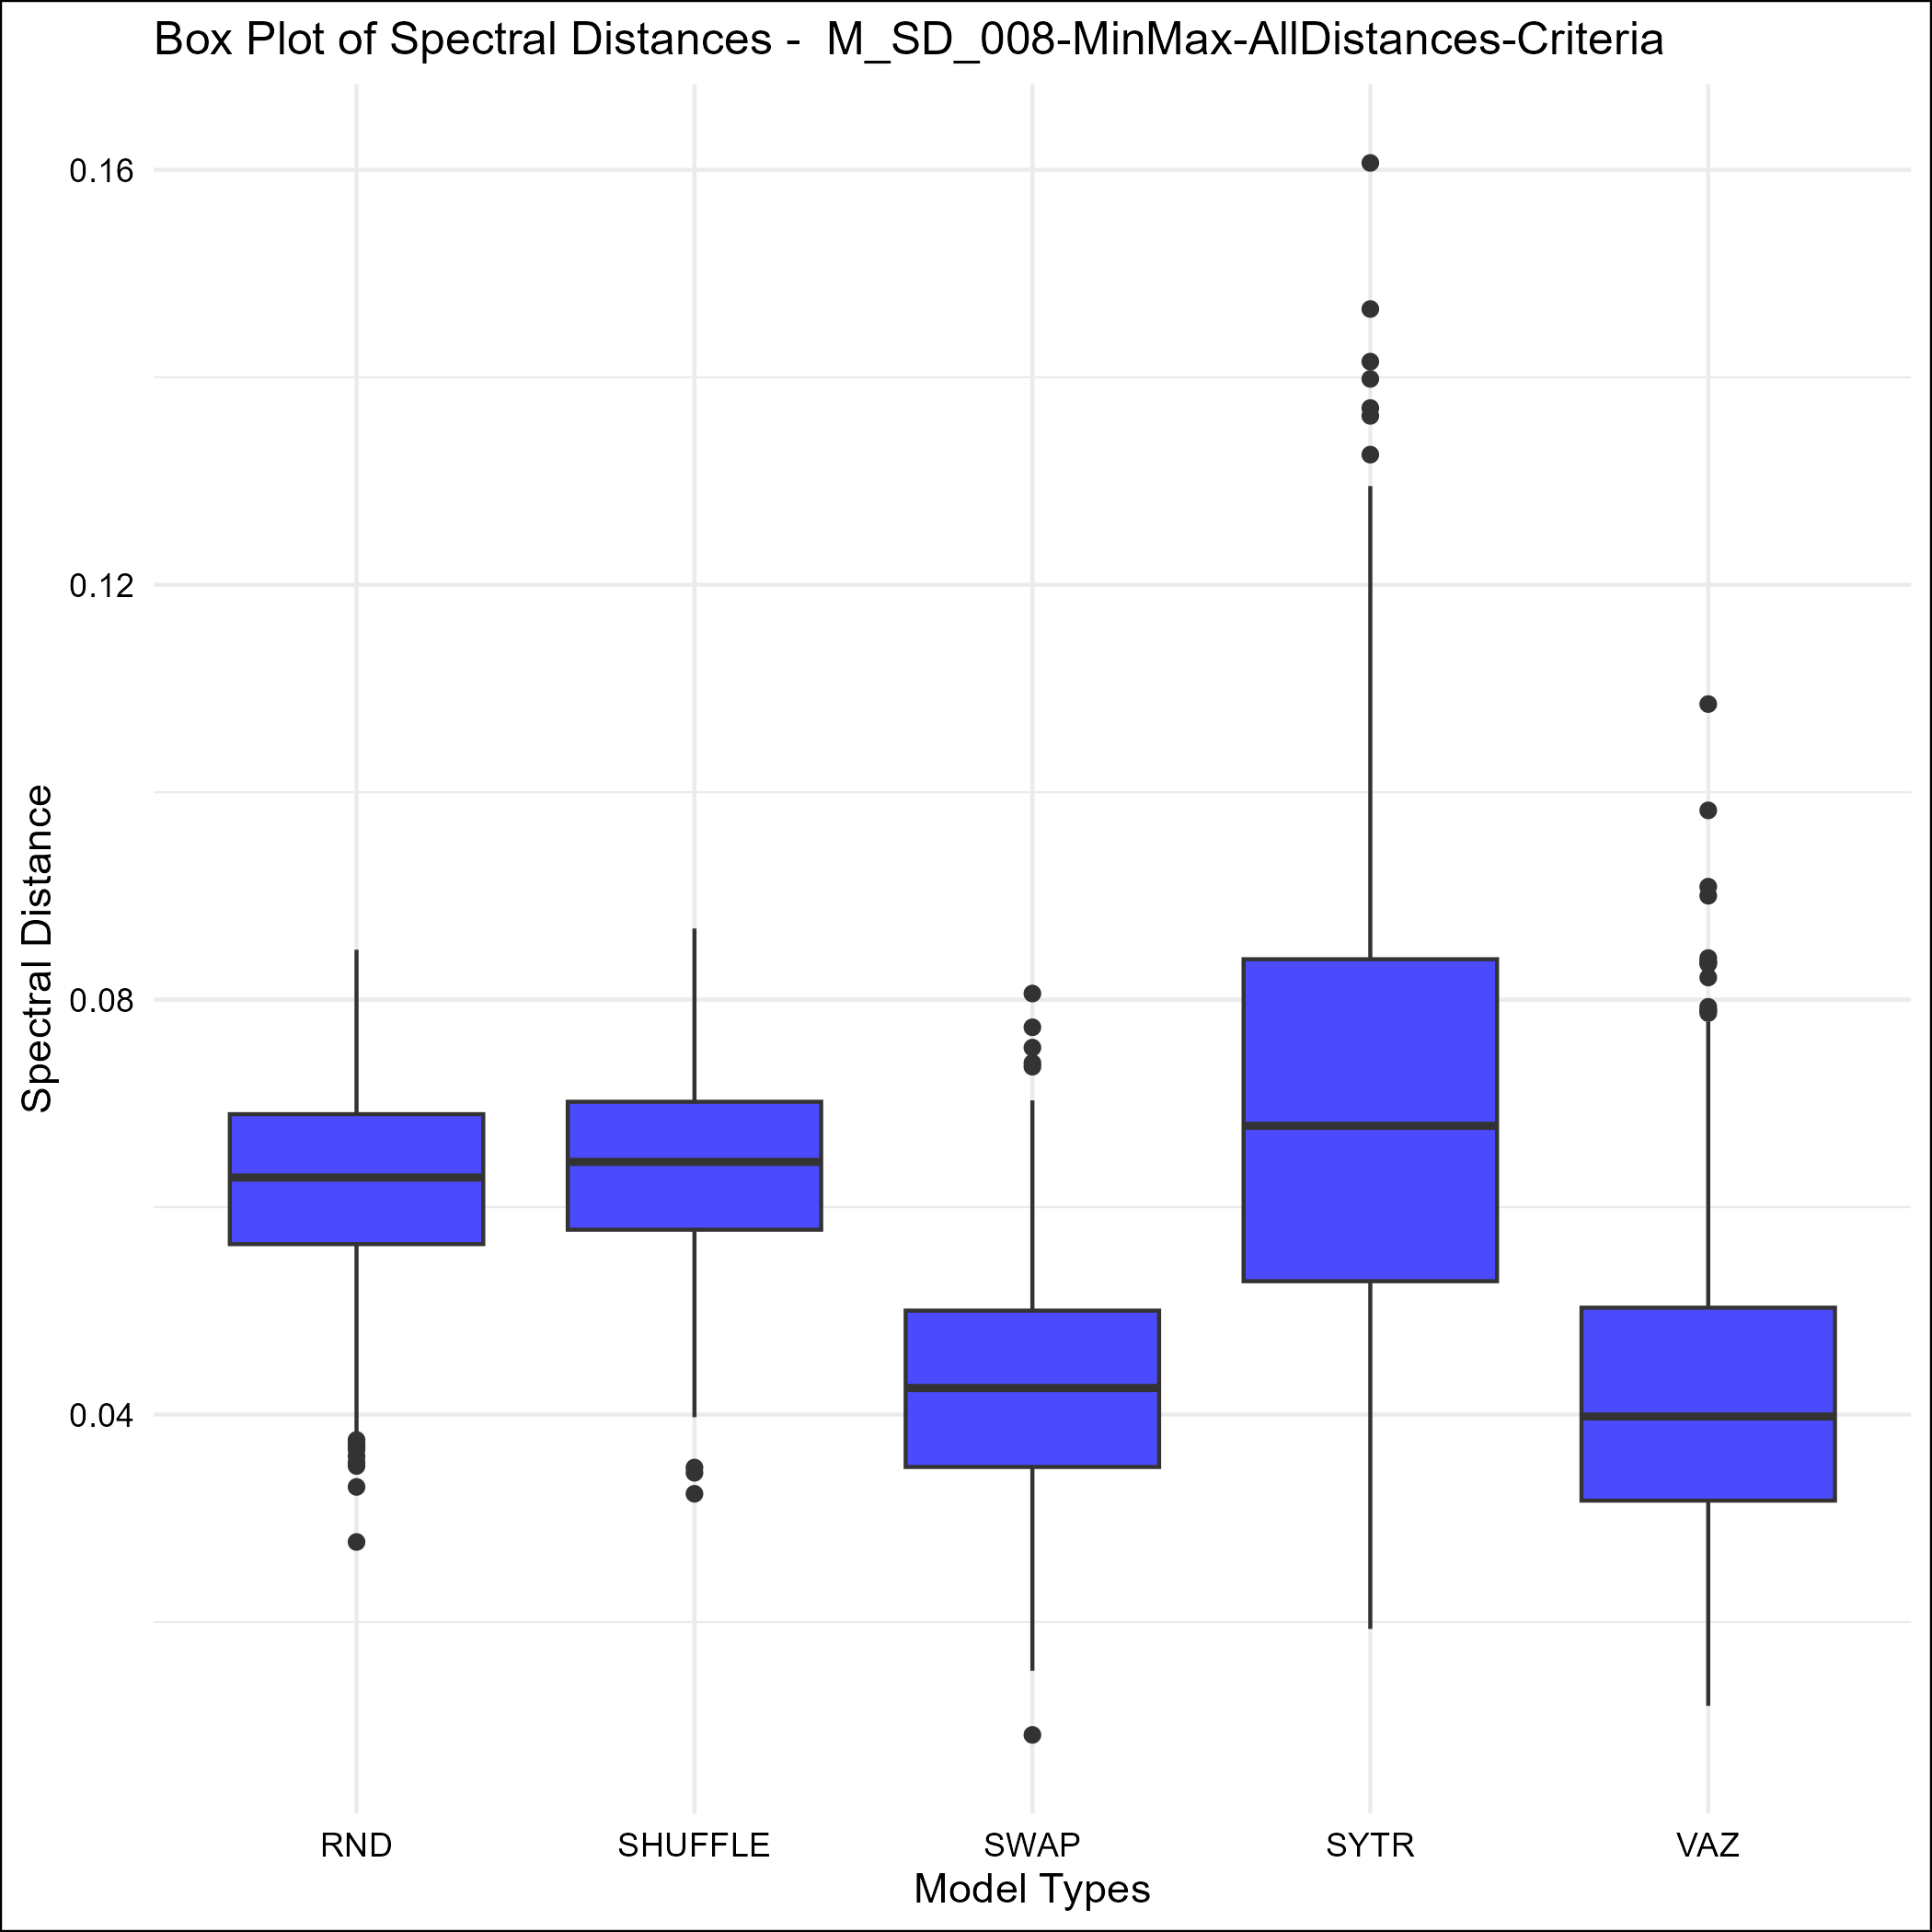 Box Plot of Spectral Distances -  M_SD_008-MinMax-AllDistances-Criteria
0.16
0.12
0.08
0.04
Spectral Distance
RND SHUFFLE SWAP SYTR VAZ
Model Types